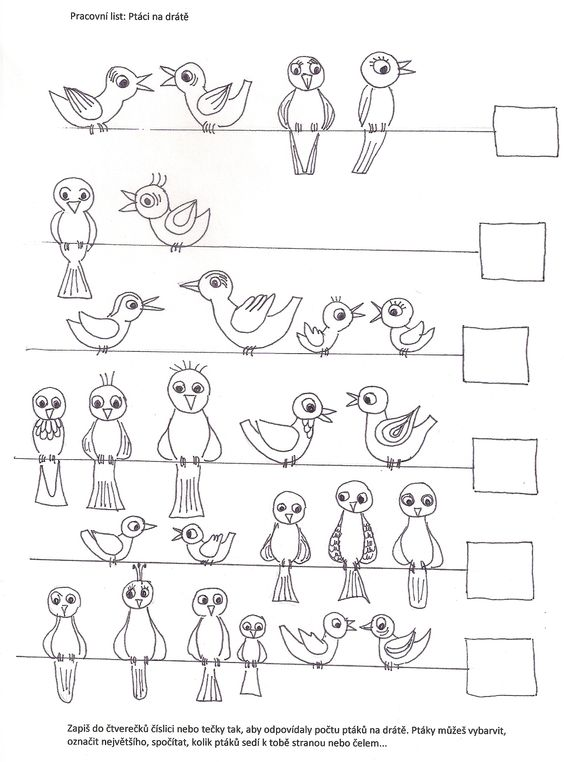 Pracovní list: Ptáci na drátě
Zapiš do čtverečků číslici nebo tečky tak, aby odpovídaly počtu ptáků na drátě. Ptáky můžeš vybarvit,
označit největšího, spočítat, kolik ptáků sedí k tobě stranou nebo čelem...